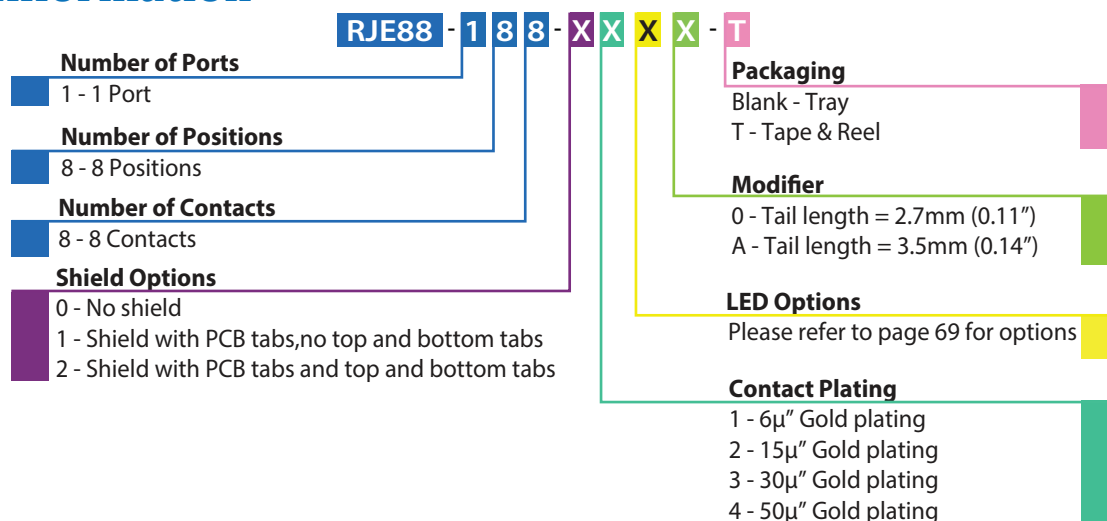 RJE88 - 1 8 8 - X X X X - T
Number of Ports
1 - 1 Port
Number of Positions
8 - 8 Positions
Number of Contacts
8 - 8 Contacts
Shield Options
0 - No shield
1 - Shield with PCB tabs,no top and bottom tabs
2 - Shield with PCB tabs and top and bottom tabs
Packaging
Blank - Tray
T - Tape & Reel
Modifier
0 - Tail length = 2.7mm (0.11”)
A - Tail length = 3.5mm (0.14”)
LED Options
Please refer to page 69 for options
Contact Plating
1 - 6µ” Gold plating
2 - 15µ” Gold plating
3 - 30µ” Gold plating
4 - 50µ” Gold plating